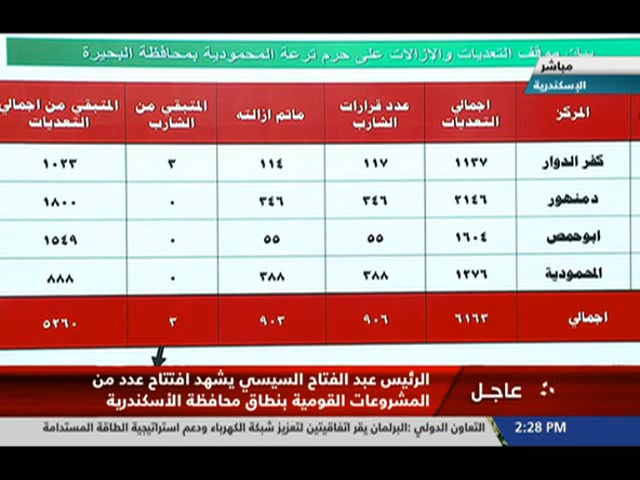 بيان موقف التعديات والإزالات على حرم ترعة المحمودية بمحافظة البحيرة
مباشر
الإسكندرية
المركز اجمالي التعديات عدد قرارات الشارب ماتم ازالته المتبقي من الشارب المتبقي من اجمالي التعديات
كفر الدوار ١١٣٧ ١١٧ ١١٤ ٣ ١٠٢٣
دمنهور ٢١٤٦ ٣٤٦ ٣٤٦ ٠ ١٨٠٠
ابوحمص ١٦٠٤ ٥٥ ٥٥ ٠ ١٥٤٩
المحمودية ١٢٧٦ ٣٨٨ ٣٨٨ ٠ ٨٨٨
اجمالي ٦١٦٣ ٩٠٦ ٩٠٣ ٣ ٥٢٦٠
عاجل
الرئيس عبد الفتاح السيسي يشهد افتتاح عدد من
المشروعات القومية بنطاق محافظة الأسكندرية
2:28 PM
التعاون الدولي :البرلمان يقر اتفاقيتين لتعزيز شبكة الكهرباء ودعم استراتيجية الطاقة المستدامة